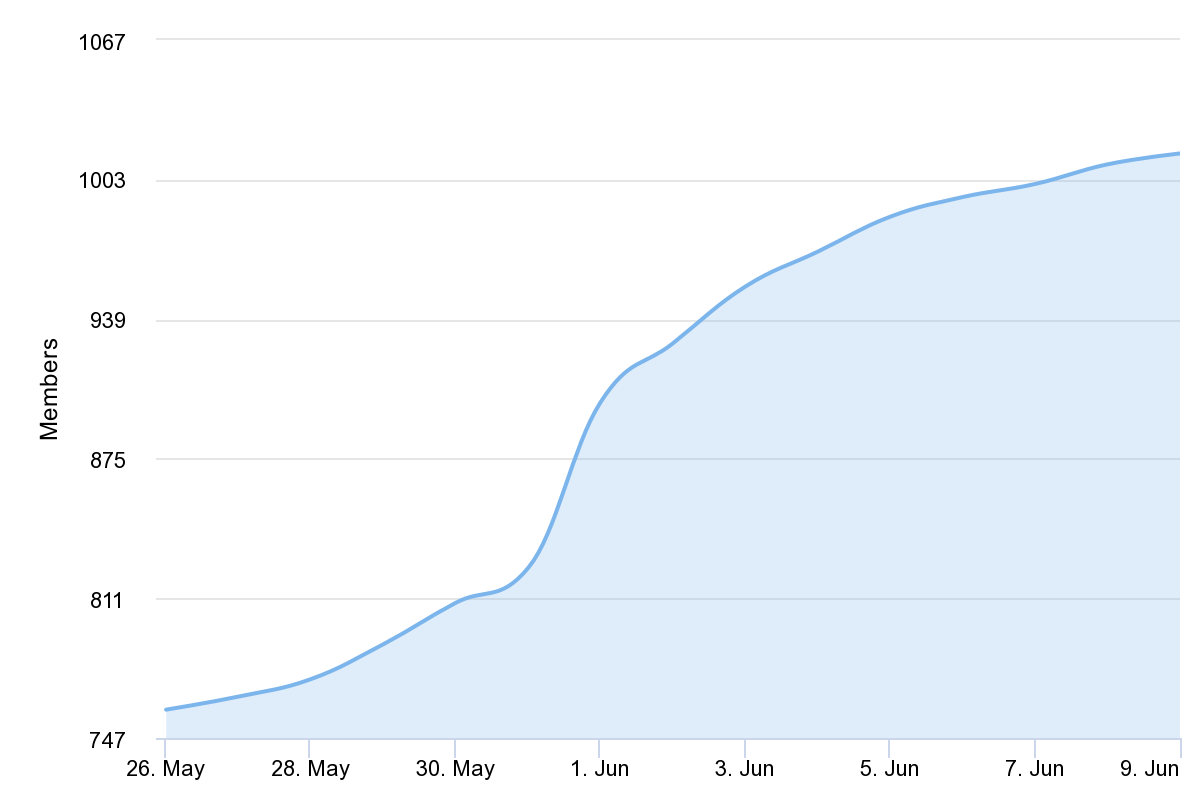 1067
1003
939
875
811
747
Members
26. May
28. May
30. May
1. Jun
3. Jun
5. Jun
7. Jun
9. Jun